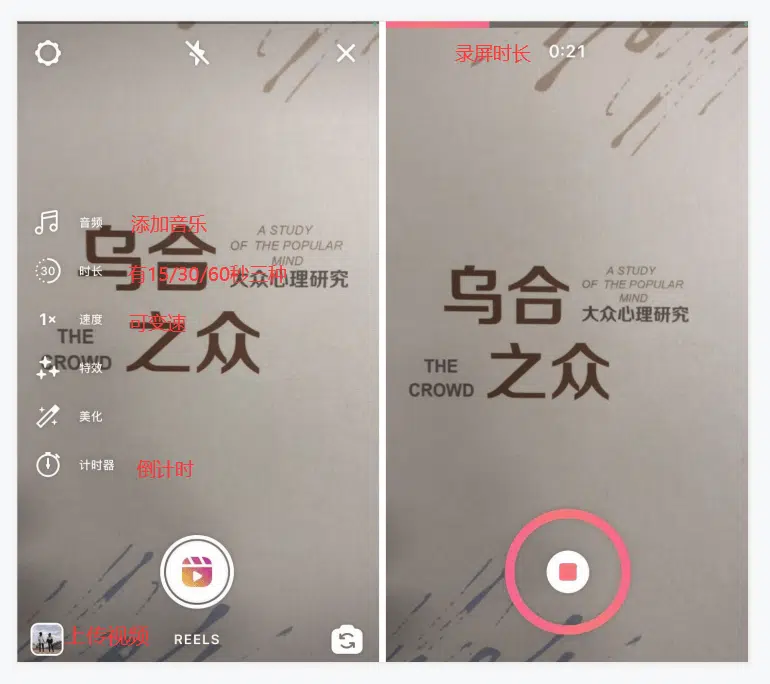 音频 添加音乐
30 时长 有15/30/60秒三种
1× 速度 可变速
特效
美化
计时器 倒计时
上传视频 REELS
乌合
之众
A STUDY
OF THE POPULAR
MIND
大众心理研究
THE
CROWD
录屏时长 0:21
乌合
之众
A STUDY
OF THE POPULAR
MIND
大众心理研究
THE
CROWD